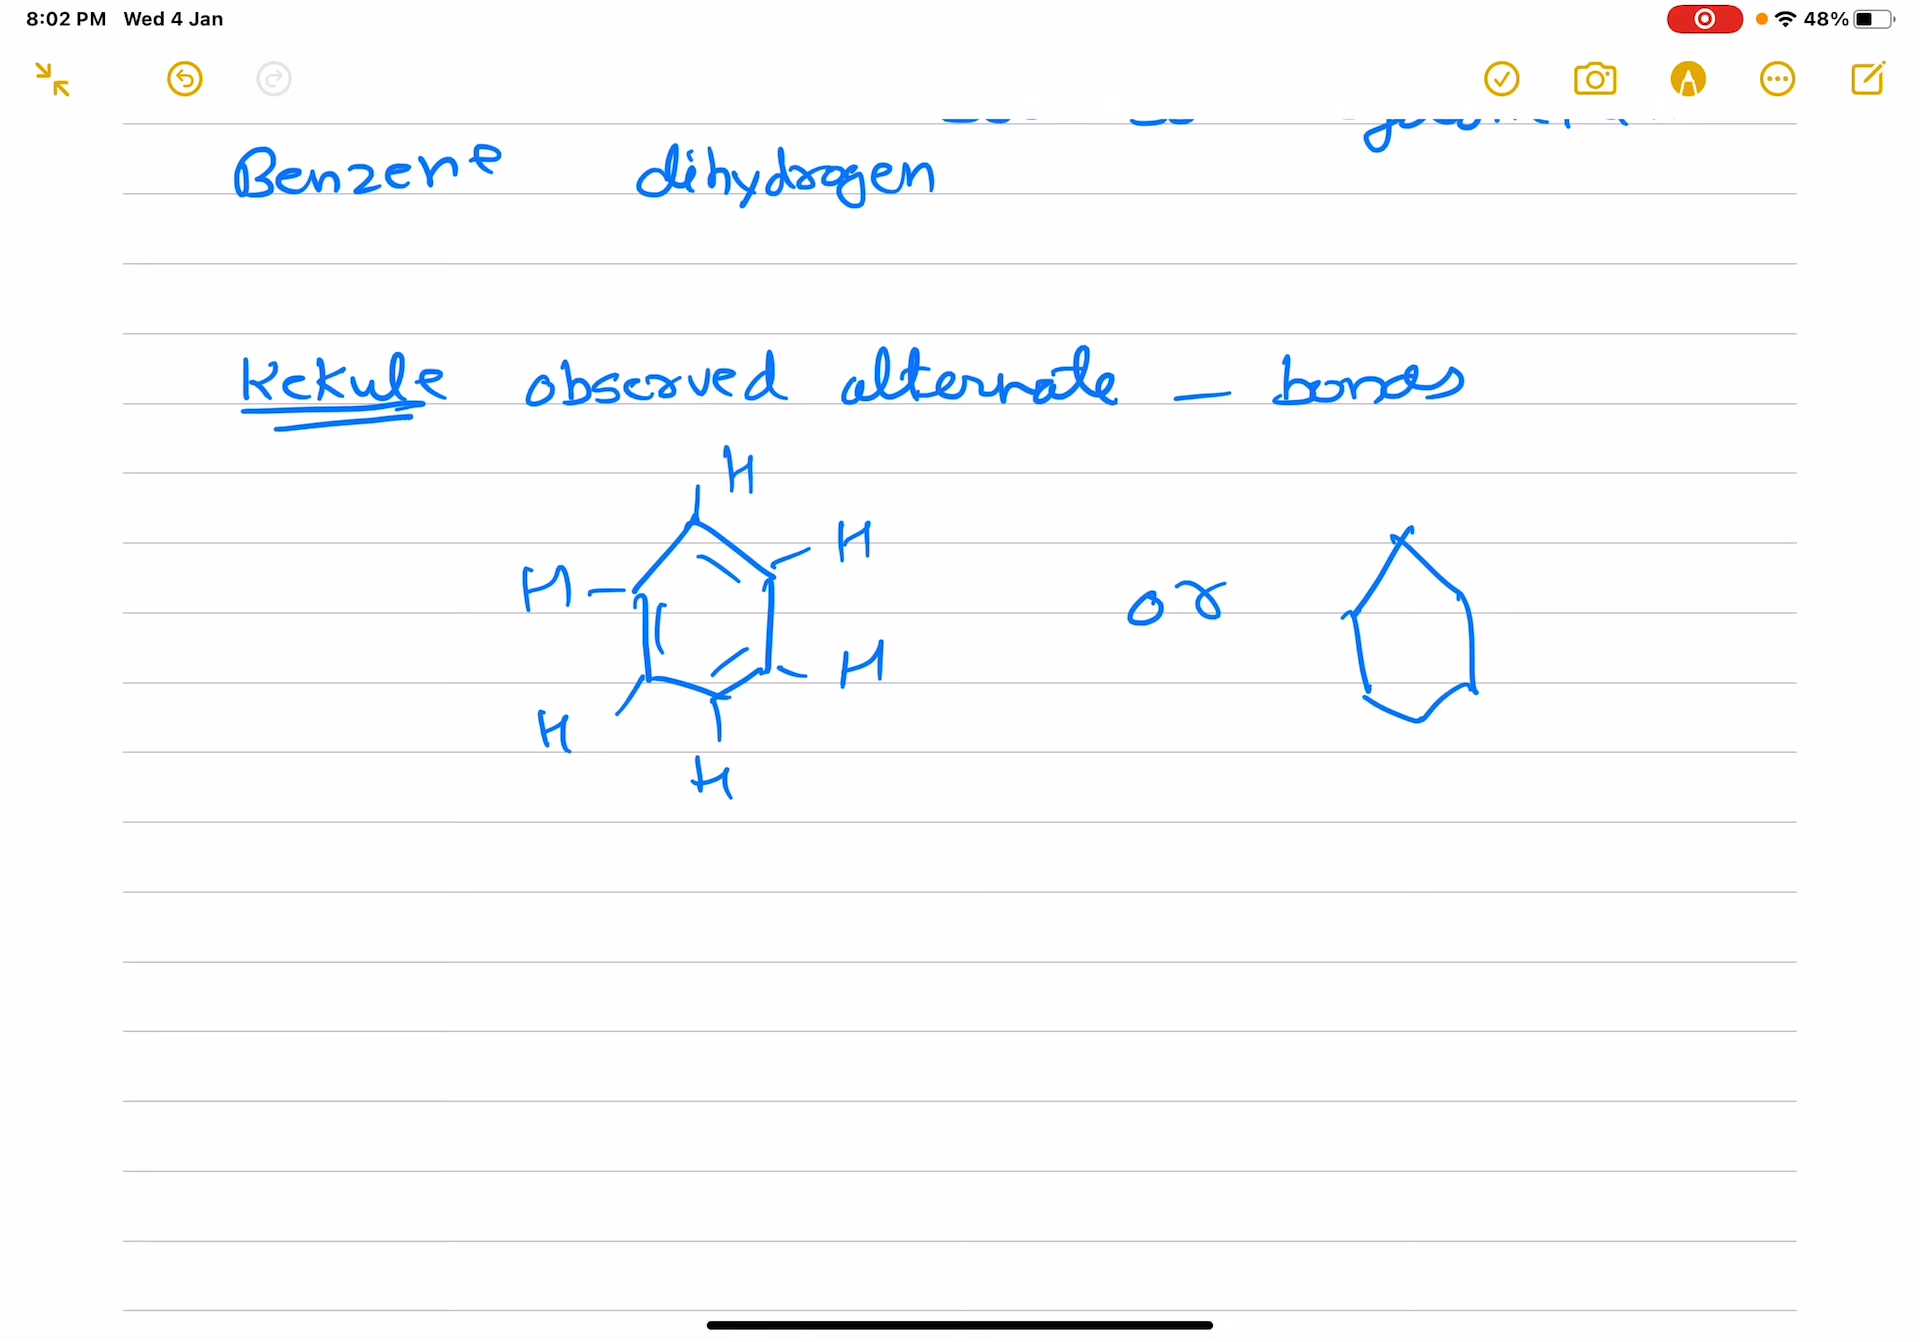 8:02 PM Wed 4 Jan 48%
Benzene dihydrogen
Kekule observed alternate — bonds
H
H
H
or
H
H
H